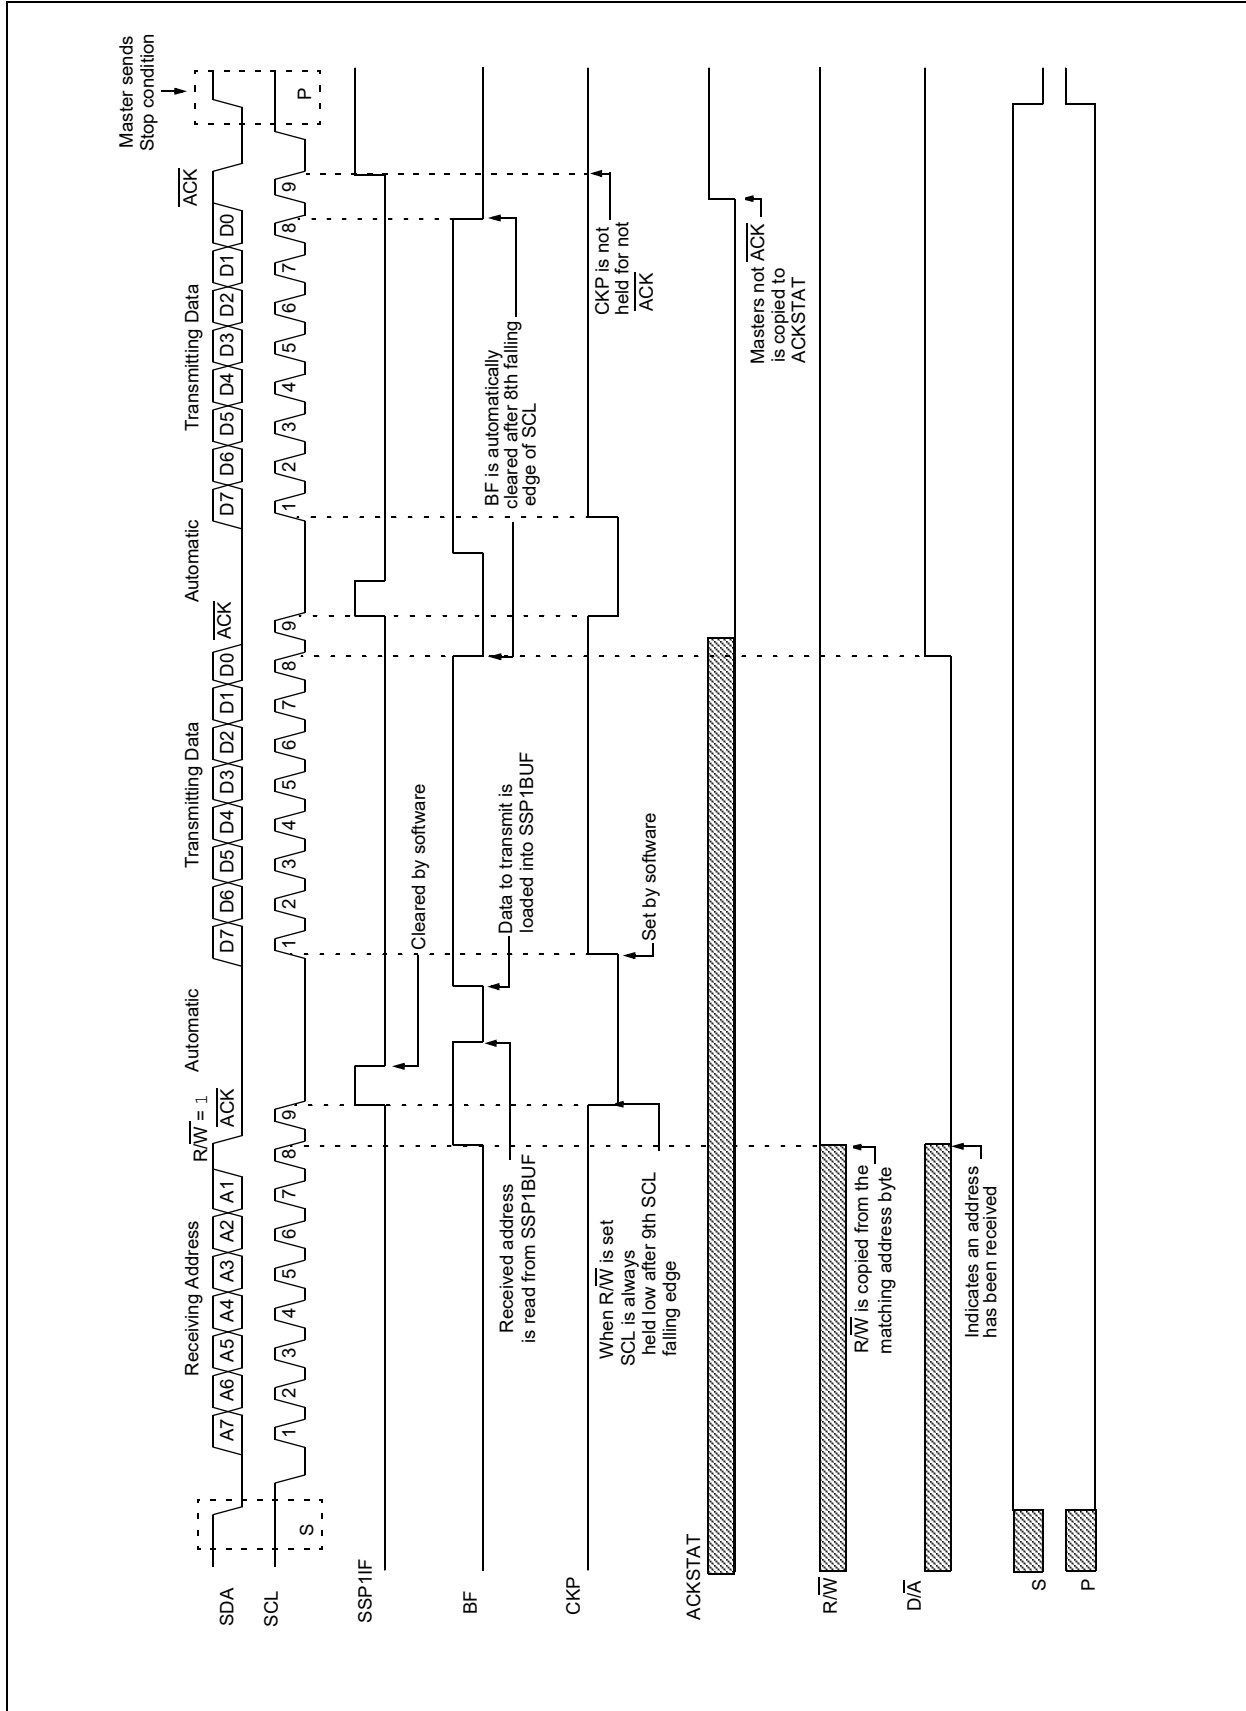 Master sends
Stop condition
Receiving Address
R/W = 1
ACK
Automatic
Transmitting Data
ACK
Automatic
Transmitting Data
ACK
SDA
A7 A6 A5 A4 A3 A2 A1
D7 D6 D5 D4 D3 D2 D1 D0
D7 D6 D5 D4 D3 D2 D1 D0
SCL
S
1 2 3 4 5 6 7 8 9
1 2 3 4 5 6 7 8 9
1 2 3 4 5 6 7 8 9
P
SSP1IF
Cleared by software
BF
Received address
is read from SSP1BUF
Data to transmit is
loaded into SSP1BUF
BF is automatically
cleared after 8th falling
edge of SCL
CKP
When R/W is set
SCL is always
held low after 9th SCL
falling edge
Set by software
CKP is not
held for not
ACK
ACKSTAT
Masters not ACK
is copied to
ACKSTAT
R/W
R/W is copied from the
matching address byte
D/A
Indicates an address
has been received
S
P